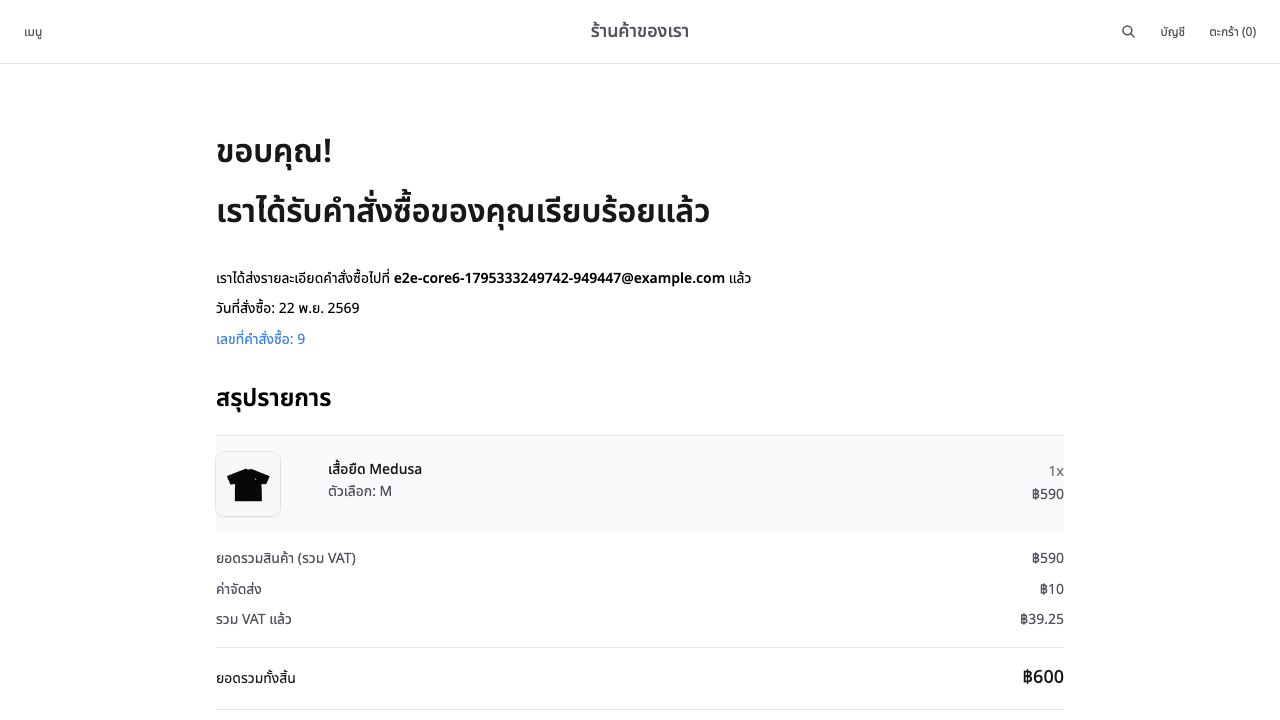 เมนู
ร้านค้าของเรา
บัญชี
ตะกร้า (0)
ขอบคุณ!
เราได้รับคำสั่งซื้อของคุณเรียบร้อยแล้ว
เราได้ส่งรายละเอียดคำสั่งซื้อไปที่ e2e-core6-1795333249742-949447@example.com แล้ว
วันที่สั่งซื้อ: 22 พ.ย. 2569
เลขที่คำสั่งซื้อ: 9
สรุปรายการ
เสื้อยืด Medusa
ตัวเลือก: M
1x
฿590
ยอดรวมสินค้า (รวม VAT) ฿590
ค่าจัดส่ง ฿10
รวม VAT แล้ว ฿39.25
ยอดรวมทั้งสิ้น ฿600